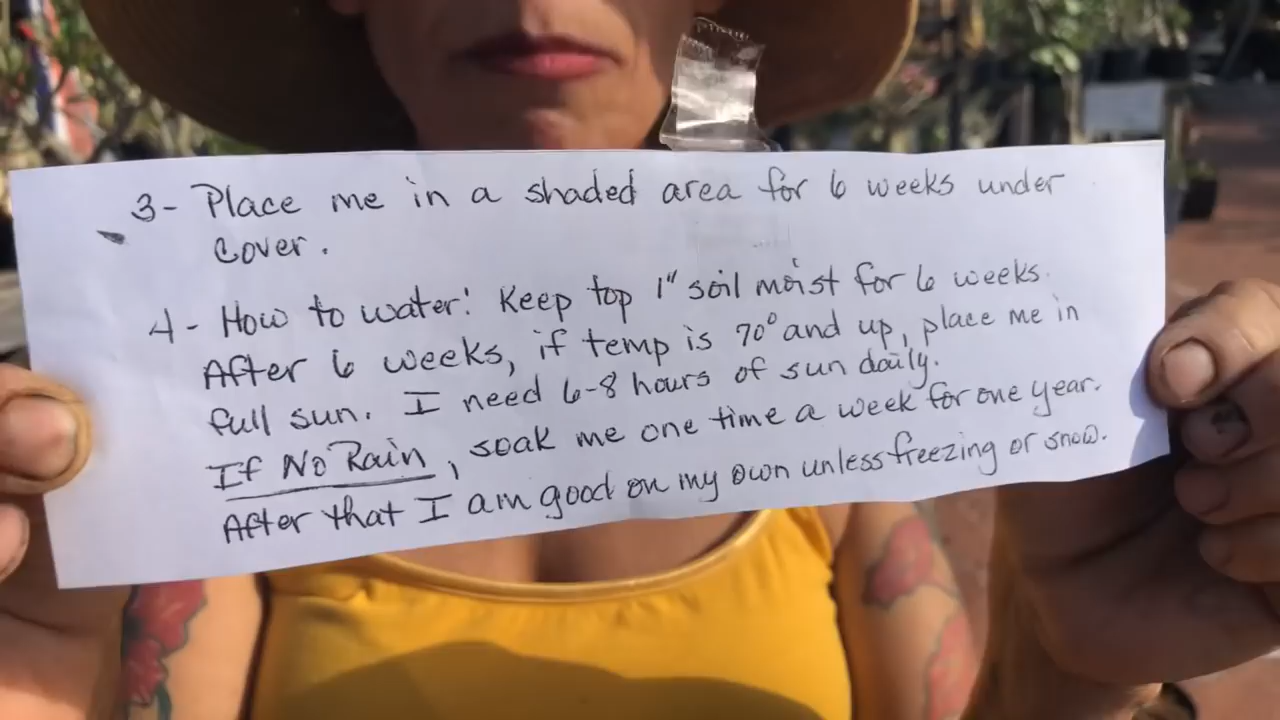 3- Place me in a shaded area for 6 weeks under
cover.
4- How to water: Keep top 1" soil moist for 6 weeks.
After 6 weeks, if temp is 70° and up, place me in
full sun. I need 6-8 hours of sun daily.
If No Rain, soak me one time a week for one year.
After that I am good on my own unless freezing or snow.